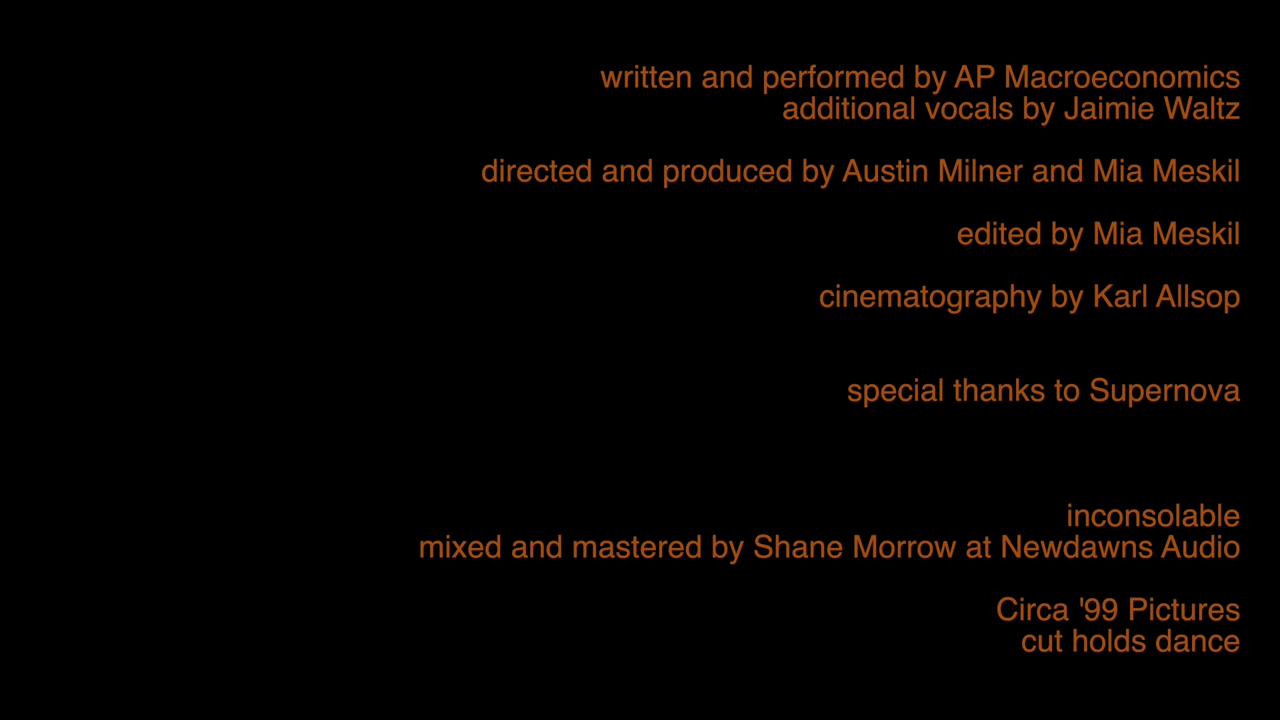 written and performed by AP Macroeconomics
additional vocals by Jaimie Waltz
directed and produced by Austin Milner and Mia Meskil
edited by Mia Meskil
cinematography by Karl Allsop
special thanks to Supernova
inconsolable
mixed and mastered by Shane Morrow at Newdawns Audio
Circa '99 Pictures
cut holds dance